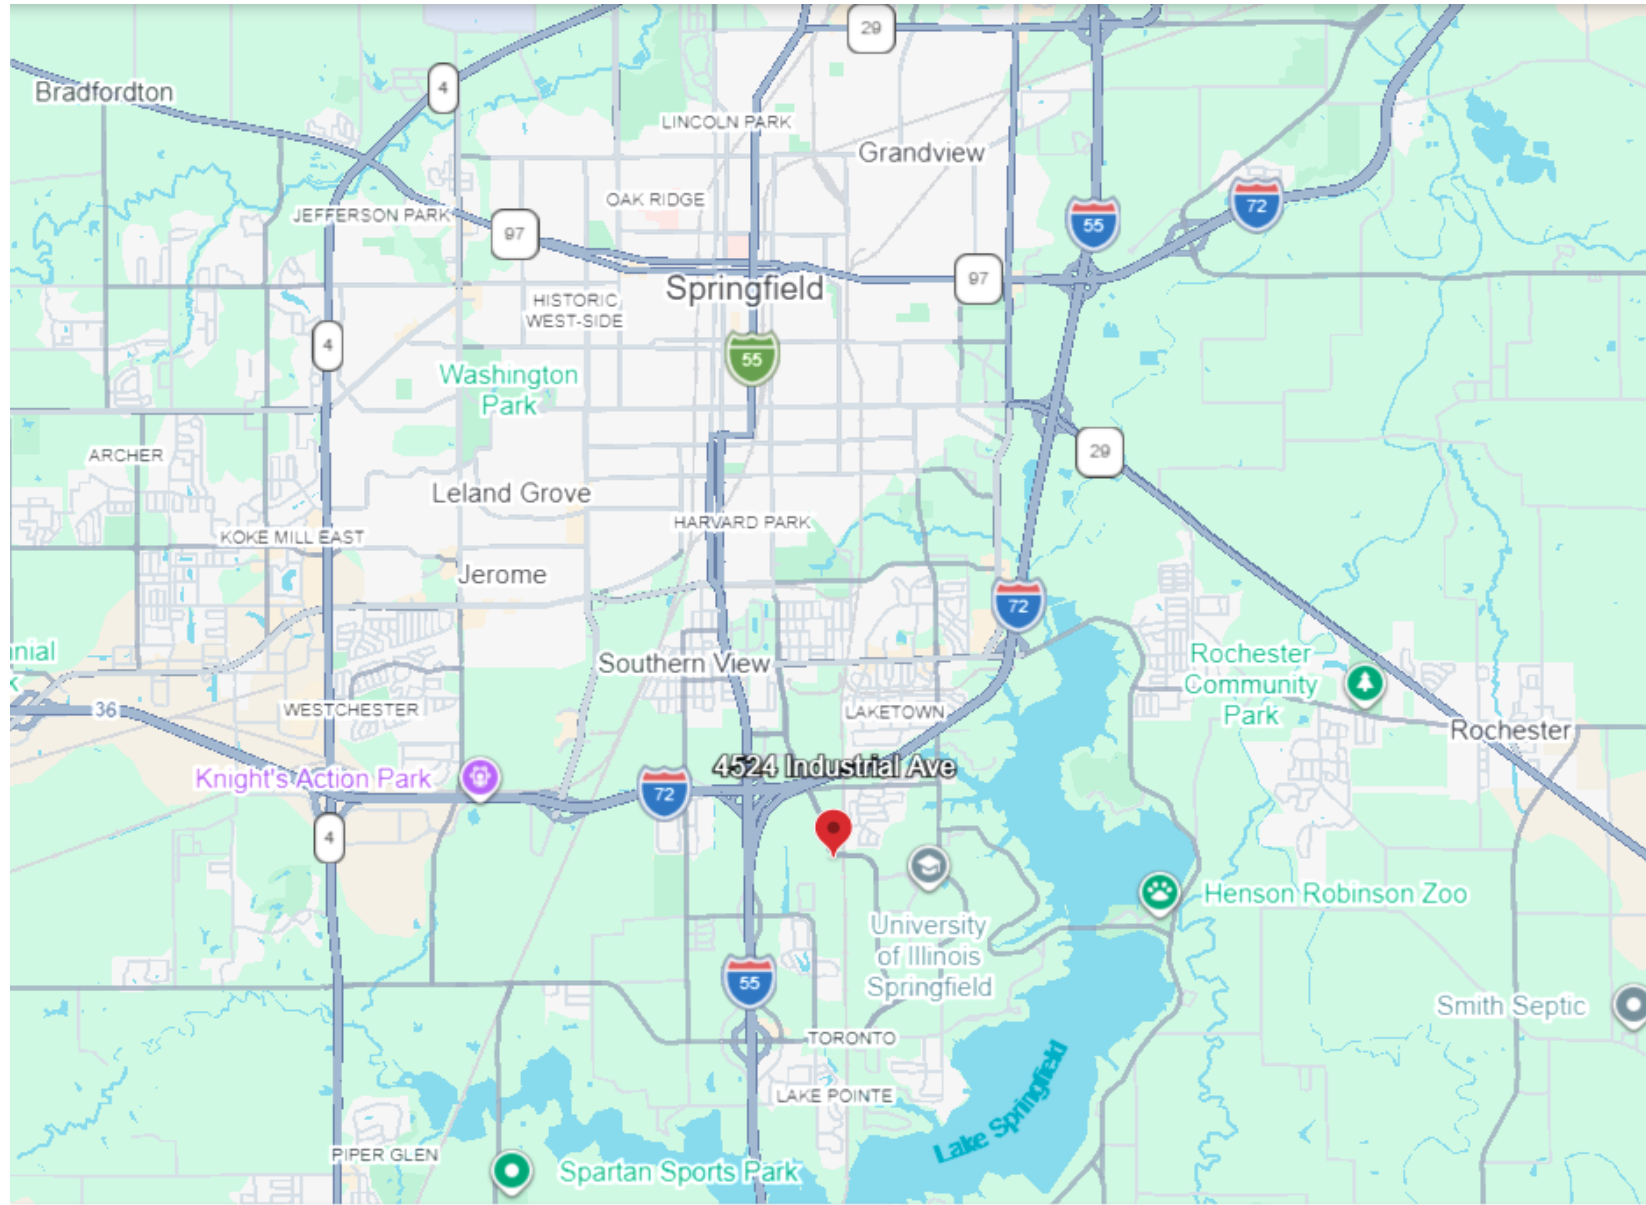 29
4
Bradfordton
LINCOLN PARK
Grandview
OAK RIDGE
72
JEFFERSON PARK
55
97
97
Springfield
HISTORIC
WEST-SIDE
4
55
Washington
Park
29
ARCHER
Leland Grove
HARVARD PARK
KOKE MILL EAST
Jerome
72
nnial
k
Southern View
Rochester
Community
Park
36
WESTCHESTER
LAKETOWN
Rochester
4524 Industrial Ave
Knight's Action Park
72
4
Henson Robinson Zoo
University
of Illinois
Springfield
55
Smith Septic
TORONTO
LAKE POINTE
Lake Springfield
PIPER GLEN
Spartan Sports Park